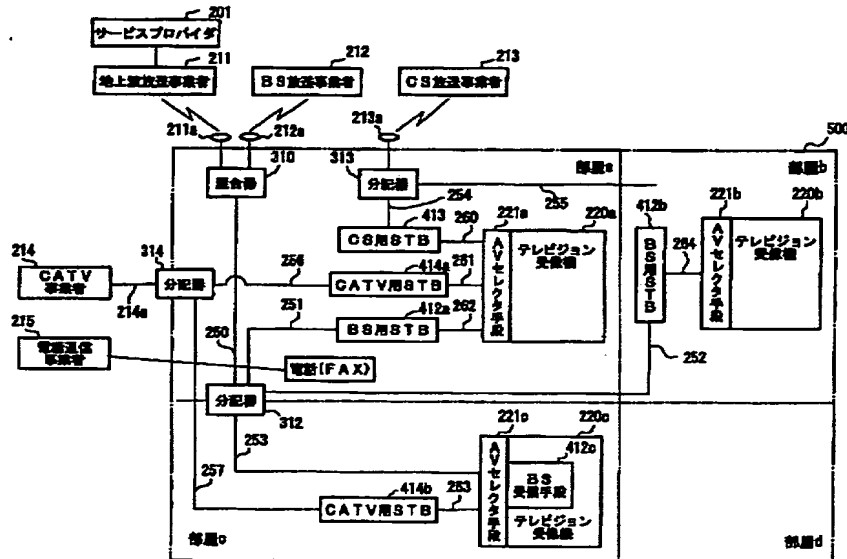 201
サービスプロバイダ
211
212
213
地上波放送事業者
BS放送事業者
CS放送事業者
211a
212a
213a
500
310
313
部屋a
部屋b
混合器
分配器
255
254
221a
220a
412b
221b
220b
413
260
CS用STB
AVセレクタ手段
テレビジョン受像機
BS用STB
264
AVセレクタ手段
テレビジョン受像機
214
314
256
414a
261
CATV事業者
分配器
CATV用STB
214a
251
412a
262
215
250
BS用STB
252
電話通信事業者
電話(FAX)
分配器
312
221c
220c
253
412c
257
AVセレクタ手段
BS受信手段
414b
263
CATV用STB
テレビジョン受像機
部屋c
部屋d